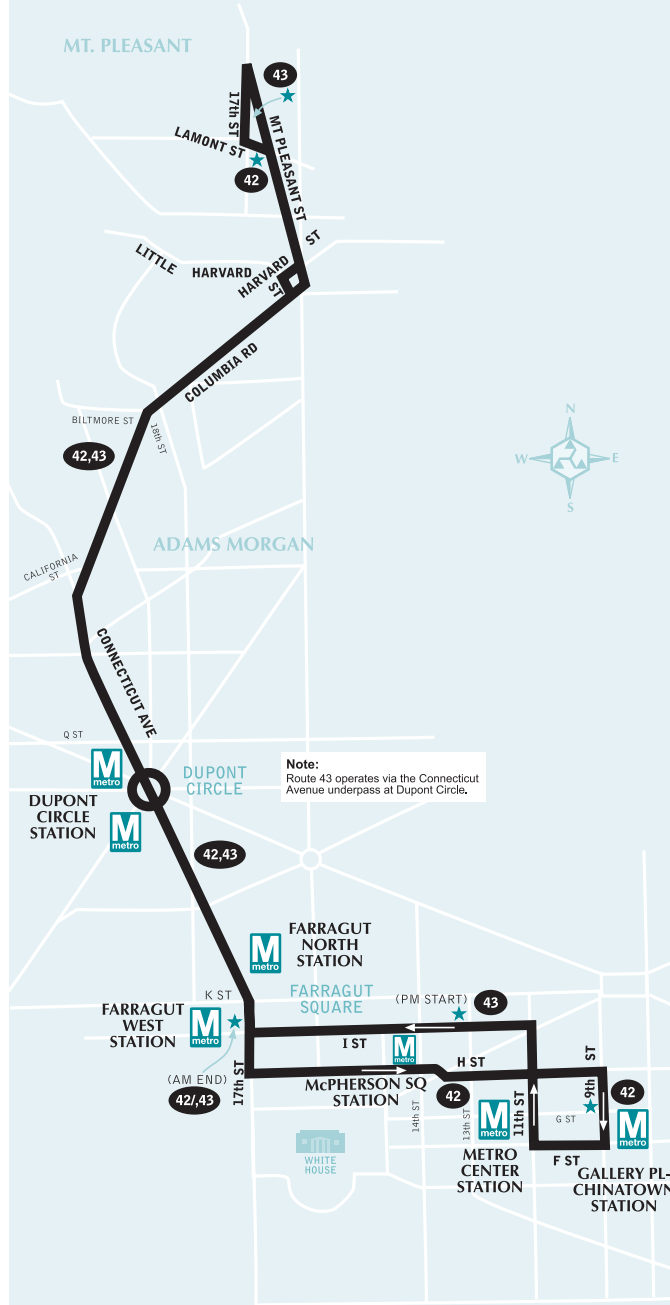 MT. PLEASANT
43
17th ST
LAMONT ST
MT PLEASANT ST
42
ST
LITTLE
HARVARD
HARVARD
ST
COLUMBIA RD
BILTMORE ST
18th ST
42,43
N
W
E
S
ADAMS MORGAN
CALIFORNIA
ST
CONNECTICUT AVE
Q ST
M
metro
DUPONT
CIRCLE
Note:
Route 43 operates via the Connecticut
Avenue underpass at Dupont Circle.
DUPONT
CIRCLE
STATION
M
metro
42,43
M
metro
FARRAGUT
NORTH
STATION
K ST
FARRAGUT
SQUARE
(PM START)
43
FARRAGUT
WEST
STATION
M
metro
I ST
M
metro
H ST
9th ST
(AM END)
42/,43
17th ST
McPHERSON SQ
STATION
42
42
14th ST
13th ST
M
metro
11th ST
G ST
M
metro
F ST
WHITE
HOUSE
METRO
CENTER
STATION
GALLERY PL-
CHINATOWN
STATION